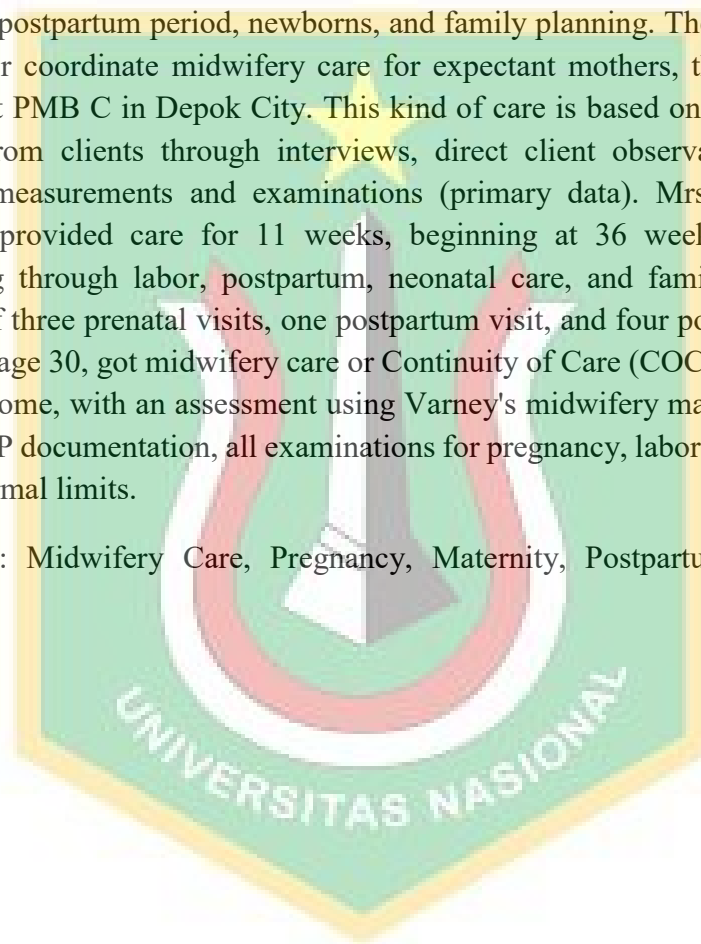 postpartum period, newborns, and family planning. The
r coordinate midwifery care for expectant mothers, t
PMB C in Depok City. This kind of care is based on
rom clients through interviews, direct client observa
measurements and examinations (primary data). Mrs
provided care for 11 weeks, beginning at 36 week
g through labor, postpartum, neonatal care, and fami
f three prenatal visits, one postpartum visit, and four po
age 30, got midwifery care or Continuity of Care (COC
ome, with an assessment using Varney's midwifery ma
P documentation, all examinations for pregnancy, labor
mal limits.
: Midwifery Care, Pregnancy, Maternity, Postpartu
UNIVERSITAS NASIONAL